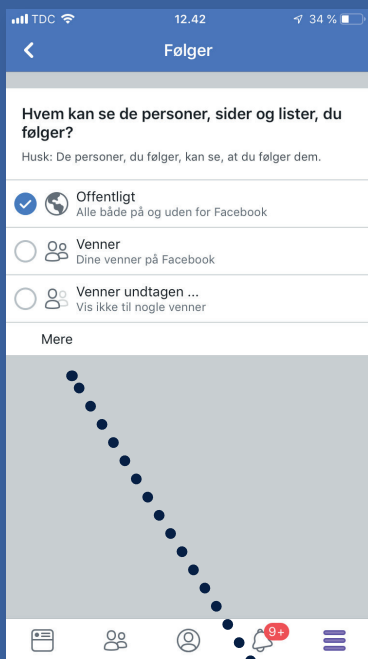 TDC 12.42 34 %
Følger
Hvem kan se de personer, sider og lister, du
følger?
Husk: De personer, du følger, kan se, at du følger dem.
Offentligt
Alle både på og uden for Facebook
Venner
Dine venner på Facebook
Venner undtagen ...
Vis ikke til nogle venner
Mere
9+